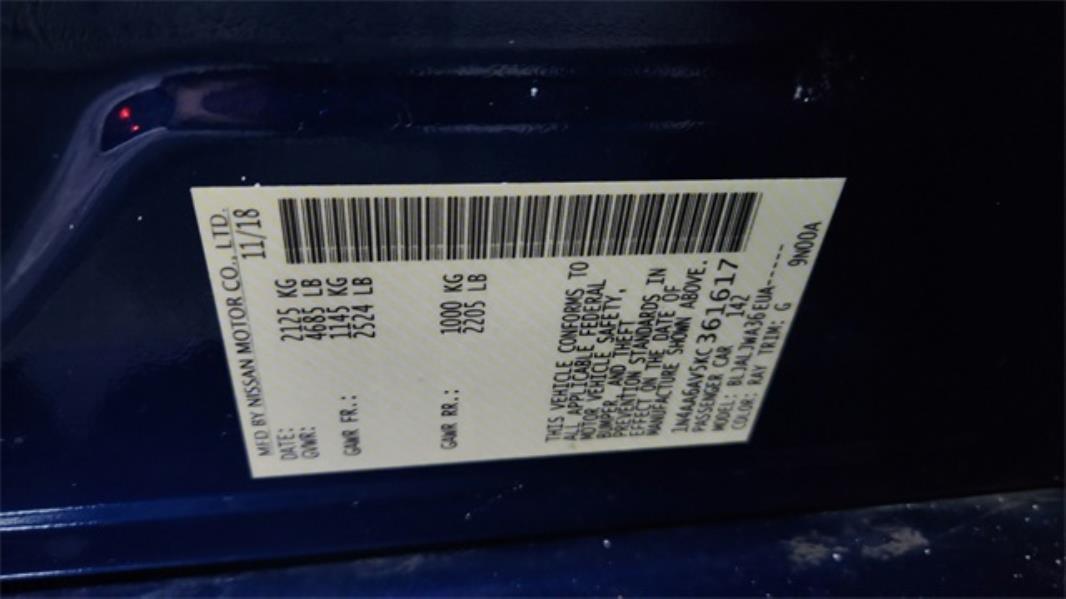 MFD BY NISSAN MOTOR CO., LTD.
DATE: 11/18
GVWR: 2125 KG
4685 LB
GAWR FR.: 1145 KG
2524 LB
GAWR RR.: 1000 KG
2205 LB
THIS VEHICLE CONFORMS TO
ALL APPLICABLE FEDERAL
MOTOR VEHICLE SAFETY,
BUMPER, AND THEFT
PREVENTION STANDARDS IN
EFFECT ON THE DATE OF
MANUFACTURE SHOWN ABOVE.
1N4AA6AV5KC361617
PASSENGER CAR 142
MODEL: BLJALJWA36EUA-----
COLOR: RAY TRIM: G 9N00A